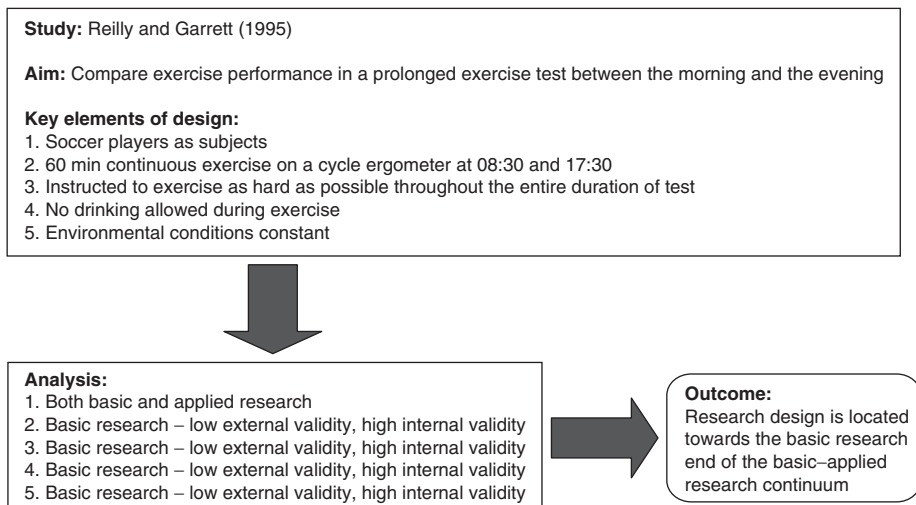 Study: Reilly and Garrett (1995)
Aim: Compare exercise performance in a prolonged exercise test between the morning and the evening
Key elements of design:
1. Soccer players as subjects
2. 60 min continuous exercise on a cycle ergometer at 08:30 and 17:30
3. Instructed to exercise as hard as possible throughout the entire duration of test
4. No drinking allowed during exercise
5. Environmental conditions constant
Analysis:
1. Both basic and applied research
2. Basic research – low external validity, high internal validity
3. Basic research – low external validity, high internal validity
4. Basic research – low external validity, high internal validity
5. Basic research – low external validity, high internal validity
Outcome:
Research design is located
towards the basic research
end of the basic–applied
research continuum